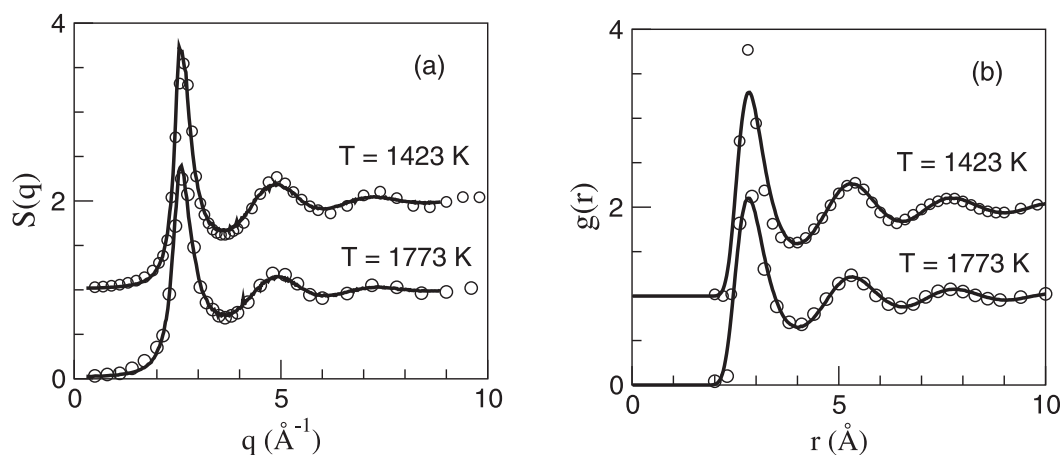 4
(a)
T = 1423 K
S(q)
2
T = 1773 K
0
0
5
10
q (Å⁻¹)
4
(b)
T = 1423 K
g(r)
2
T = 1773 K
0
0
5
10
r (Å)